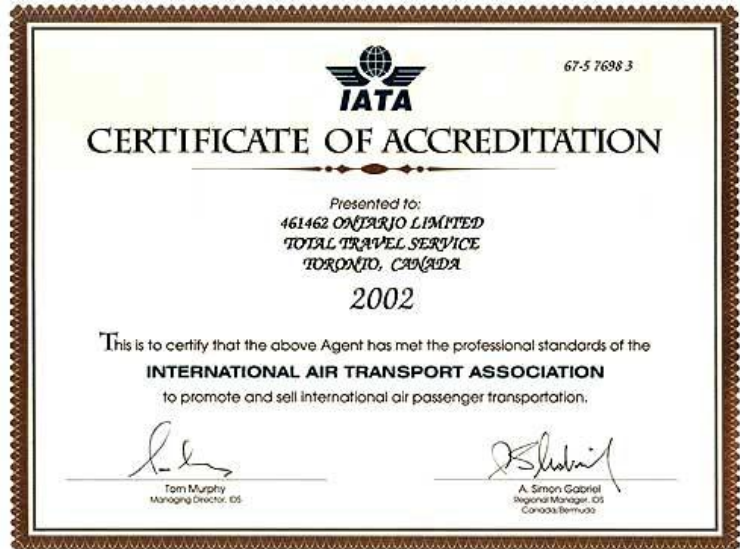 67-5 7698 3
IATA
CERTIFICATE OF ACCREDITATION
Presented to:
461462 ONTARIO LIMITED
TOTAL TRAVEL SERVICE
TORONTO, CANADA
2002
This is to certify that the above Agent has met the professional standards of the
INTERNATIONAL AIR TRANSPORT ASSOCIATION
to promote and sell international air passenger transportation.
Tom Murphy
Managing Director, IDS
A. Simon Gabriel
Regional Manager, IDS
Canada/Bermuda